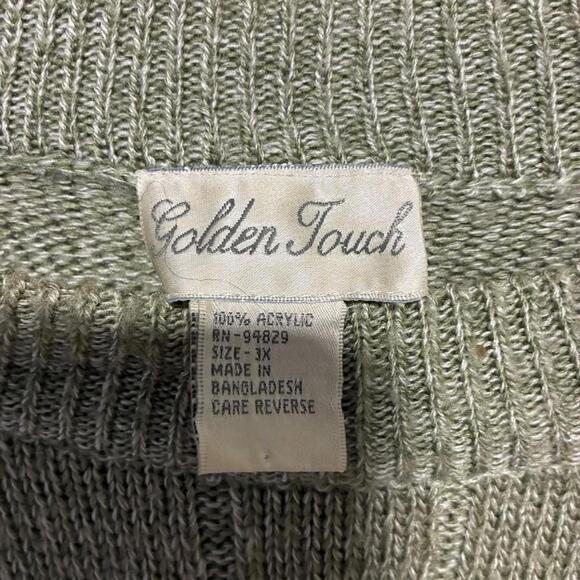 Golden Touch
100% ACRYLIC
RN-94829
SIZE-3X
MADE IN
BANGLADESH
CARE REVERSE